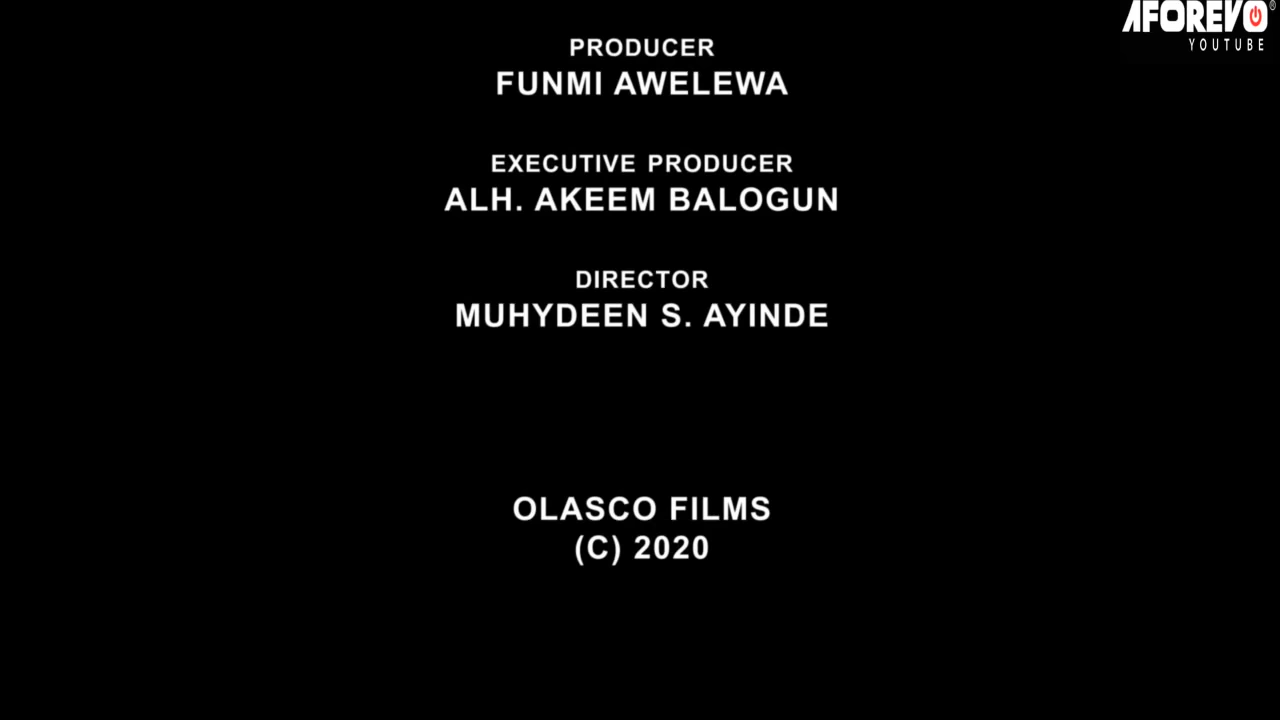 AFOREVO®
YOUTUBE
PRODUCER
FUNMI AWELEWA
EXECUTIVE PRODUCER
ALH. AKEEM BALOGUN
DIRECTOR
MUHYDEEN S. AYINDE
OLASCO FILMS
(C) 2020